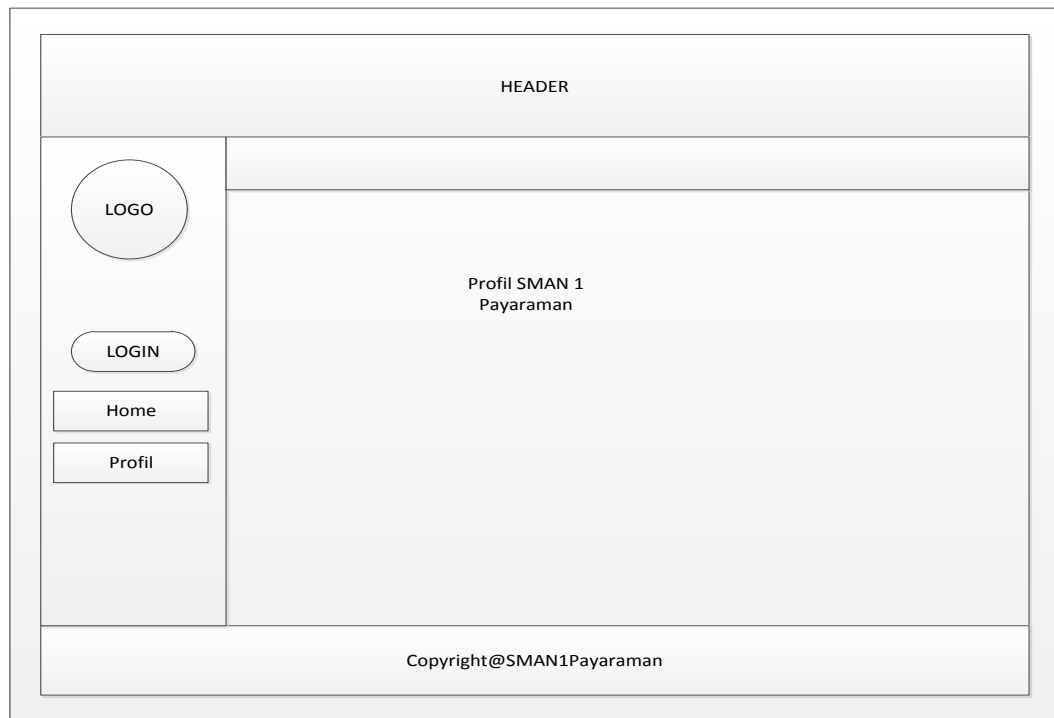 HEADER
LOGO
Profil SMAN 1
Payaraman
LOGIN
Home
Profil
Copyright@SMAN1Payaraman